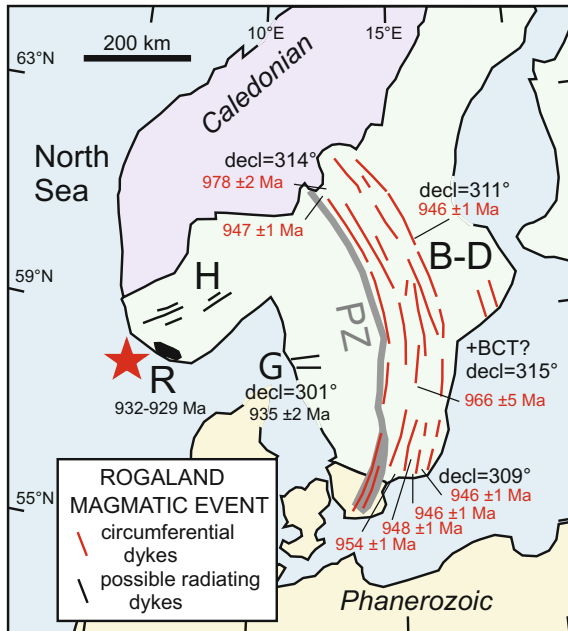 10°E
15°E
200 km
63°N
Caledonian
North
Sea
decl=314°
978 ±2 Ma
decl=311°
946 ±1 Ma
947 ±1 Ma
B-D
H
59°N
PZ
+BCT?
decl=315°
R
G
decl=301°
932-929 Ma
935 ±2 Ma
966 ±5 Ma
ROGALAND
MAGMATIC EVENT
circumferential
dykes
possible radiating
dykes
decl=309°
946 ±1 Ma
946 ±1 Ma
948 ±1 Ma
954 ±1 Ma
55°N
Phanerozoic